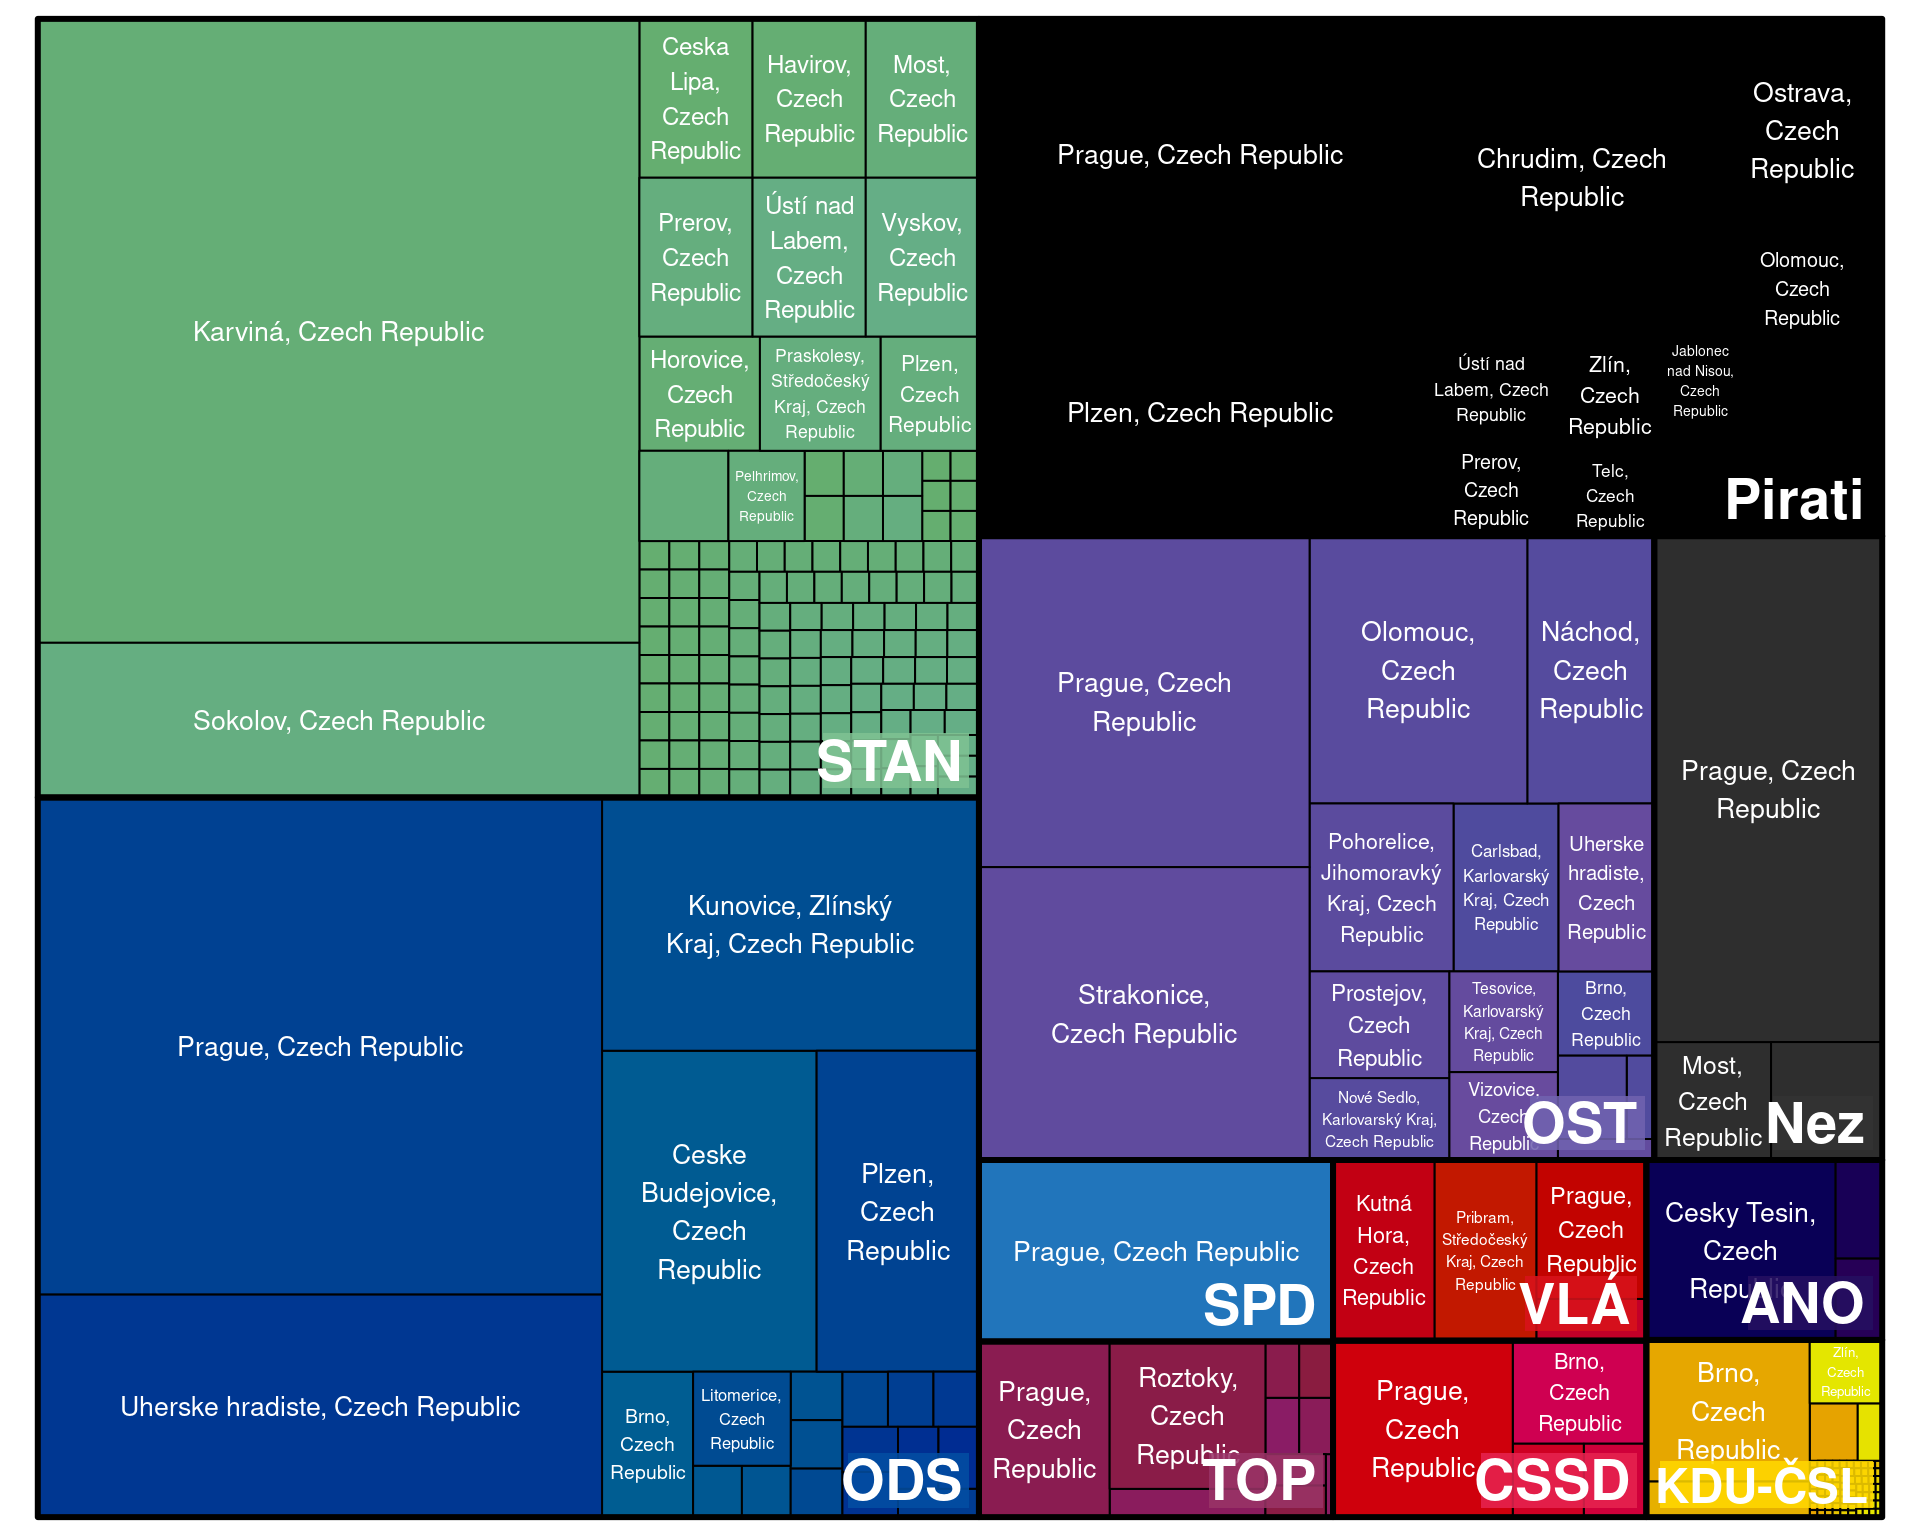 Karviná, Czech Republic
Sokolov, Czech Republic
Ceska
Lipa,
Czech
Republic
Havirov,
Czech
Republic
Most,
Czech
Republic
Prerov,
Czech
Republic
Ústí nad
Labem,
Czech
Republic
Vyskov,
Czech
Republic
Horovice,
Czech
Republic
Praskolesy,
Středočeský
Kraj, Czech
Republic
Plzen,
Czech
Republic
Pelhrimov,
Czech
Republic
STAN
Prague, Czech Republic
Uherske hradiste, Czech Republic
Kunovice, Zlínský
Kraj, Czech Republic
Ceske
Budejovice,
Czech
Republic
Plzen,
Czech
Republic
Brno,
Czech
Republic
Litomerice,
Czech
Republic
ODS
Prague, Czech Republic
Plzen, Czech Republic
Chrudim, Czech
Republic
Ostrava,
Czech
Republic
Olomouc,
Czech
Republic
Ústí nad
Labem, Czech
Republic
Zlín,
Czech
Republic
Jablonec
nad Nisou,
Czech
Republic
Prerov,
Czech
Republic
Telc,
Czech
Republic
Pirati
Prague, Czech
Republic
Strakonice,
Czech Republic
Olomouc,
Czech
Republic
Náchod,
Czech
Republic
Pohorelice,
Jihomoravký
Kraj, Czech
Republic
Carlsbad,
Karlovarský
Kraj, Czech
Republic
Uherske
hradiste,
Czech
Republic
Prostejov,
Czech
Republic
Tesovice,
Karlovarský
Kraj, Czech
Republic
Brno,
Czech
Republic
Nové Sedlo,
Karlovarský Kraj,
Czech Republic
Vizovice,
Czech
Republic
OST
Prague, Czech
Republic
Most,
Czech
Republic
Nez
Prague, Czech Republic
SPD
Kutná
Hora,
Czech
Republic
Pribram,
Středočeský
Kraj, Czech
Republic
Prague,
Czech
Republic
VLÁ
Cesky Tesin,
Czech
Republic
ANO
Prague,
Czech
Republic
Roztoky,
Czech
Republic
TOP
Prague,
Czech
Republic
Brno,
Czech
Republic
CSSD
Brno,
Czech
Republic
Zlín,
Czech
Republic
KDU-ČSL